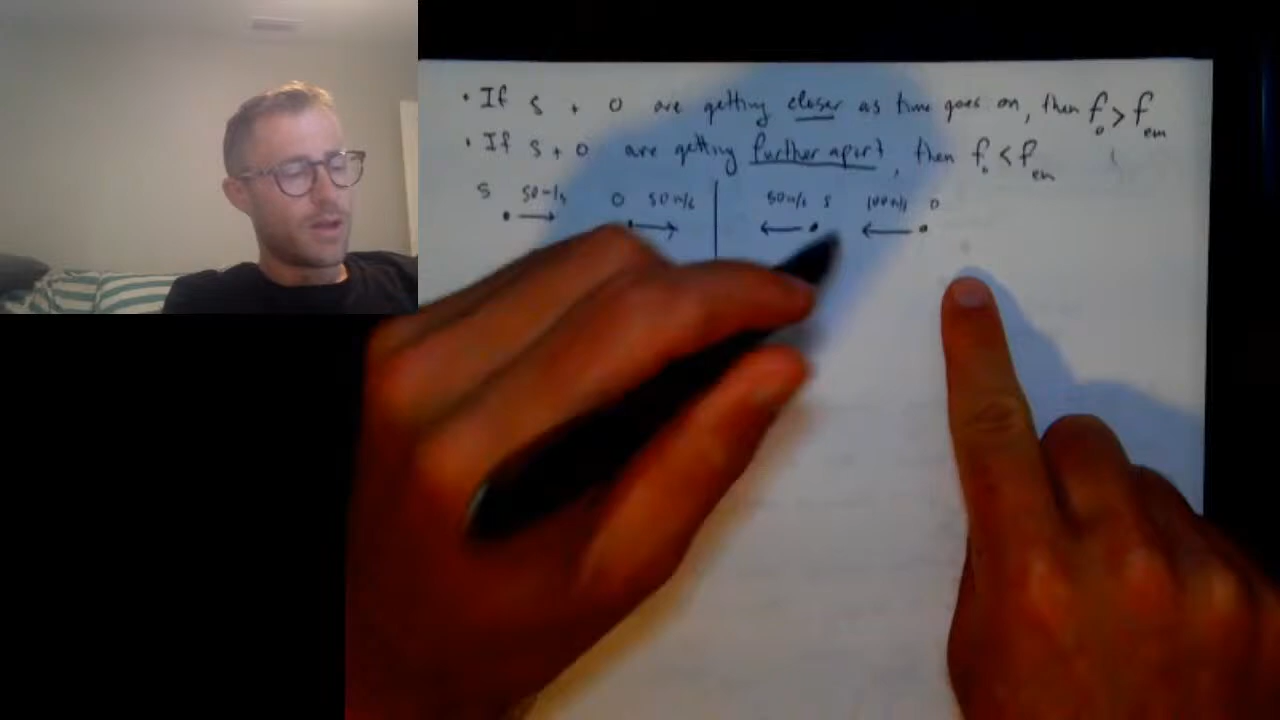 • If S + O are getting closer as time goes on, then f_o > f_em
• If S + O are getting further apart, then f_o < f_em
S 50 m/s O 50 m/s 50 m/s S 100 m/s O